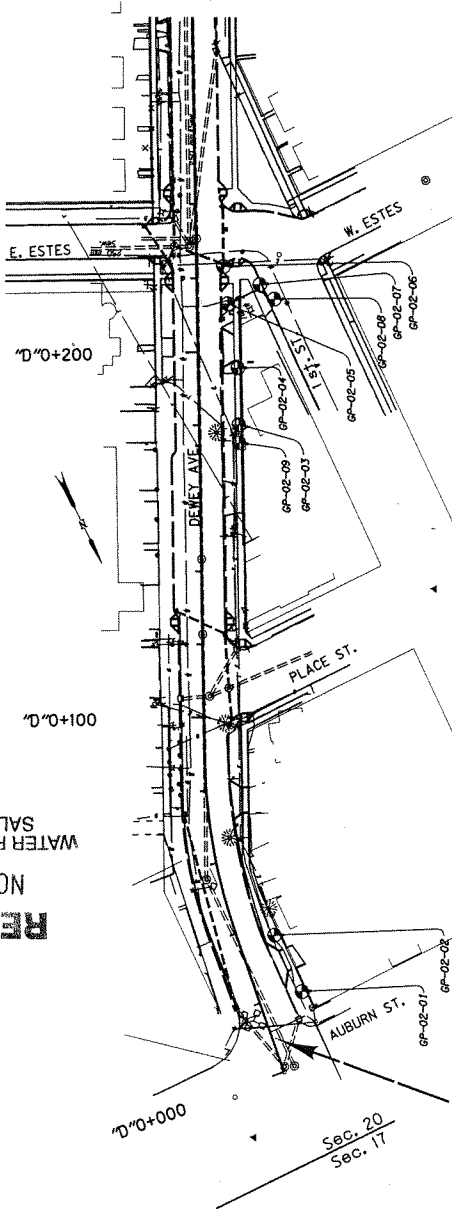 E. ESTES
W. ESTES
"D"0+200
1st. ST.
GP-02-06
GP-02-07
GP-02-08
GP-02-05
GP-02-04
GP-02-03
GP-02-09
DEWEY AVE.
PLACE ST.
"D"0+100
WATER R
SAL
NO
RE
GP-02-02
GP-02-01
AUBURN ST.
"D"0+000
Sec. 20
Sec. 17